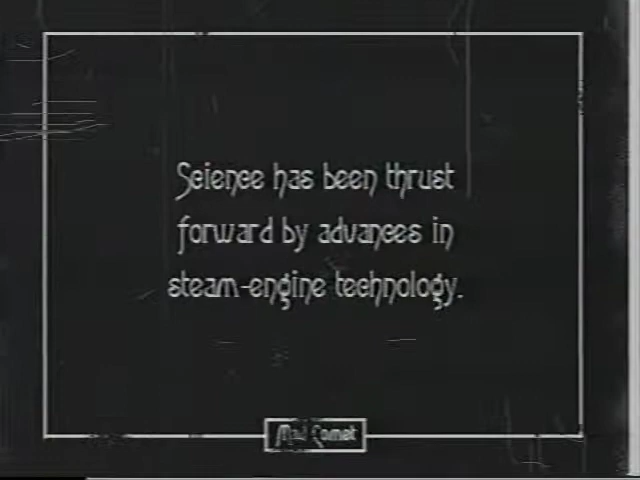 Science has been thrust
forward by advances in
steam-engine technology.
Mad Comet